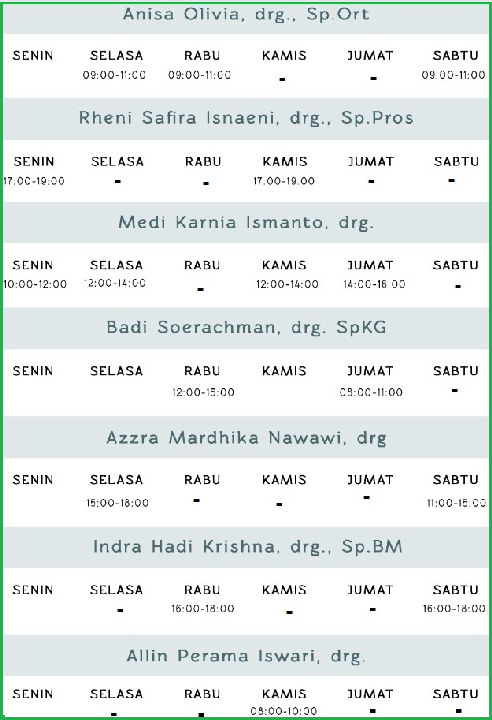 Anisa Olivia, drg., Sp.Ort
SENIN SELASA RABU KAMIS JUMAT SABTU
09:00-11:00 09:00-11:00 - - 09:00-11:00
Rheni Safira Isnaeni, drg., Sp.Pros
SENIN SELASA RABU KAMIS JUMAT SABTU
17:00-19:00 - - 17:00-19:00 - -
Medi Karnia Ismanto, drg.
SENIN SELASA RABU KAMIS JUMAT SABTU
10:00-12:00 12:00-14:00 - 12:00-14:00 14:00-16:00 -
Badi Soerachman, drg. SpKG
SENIN SELASA RABU KAMIS JUMAT SABTU
12:00-15:00 08:00-11:00 -
Azzra Mardhika Nawawi, drg
SENIN SELASA RABU KAMIS JUMAT SABTU
15:00-18:00 - - - 11:00-15:00
Indra Hadi Krishna, drg., Sp.BM
SENIN SELASA RABU KAMIS JUMAT SABTU
- 16:00-18:00 - - 16:00-18:00
Allin Perama Iswari, drg.
SENIN SELASA RABU KAMIS JUMAT SABTU
- - 08:00-10:00 - -